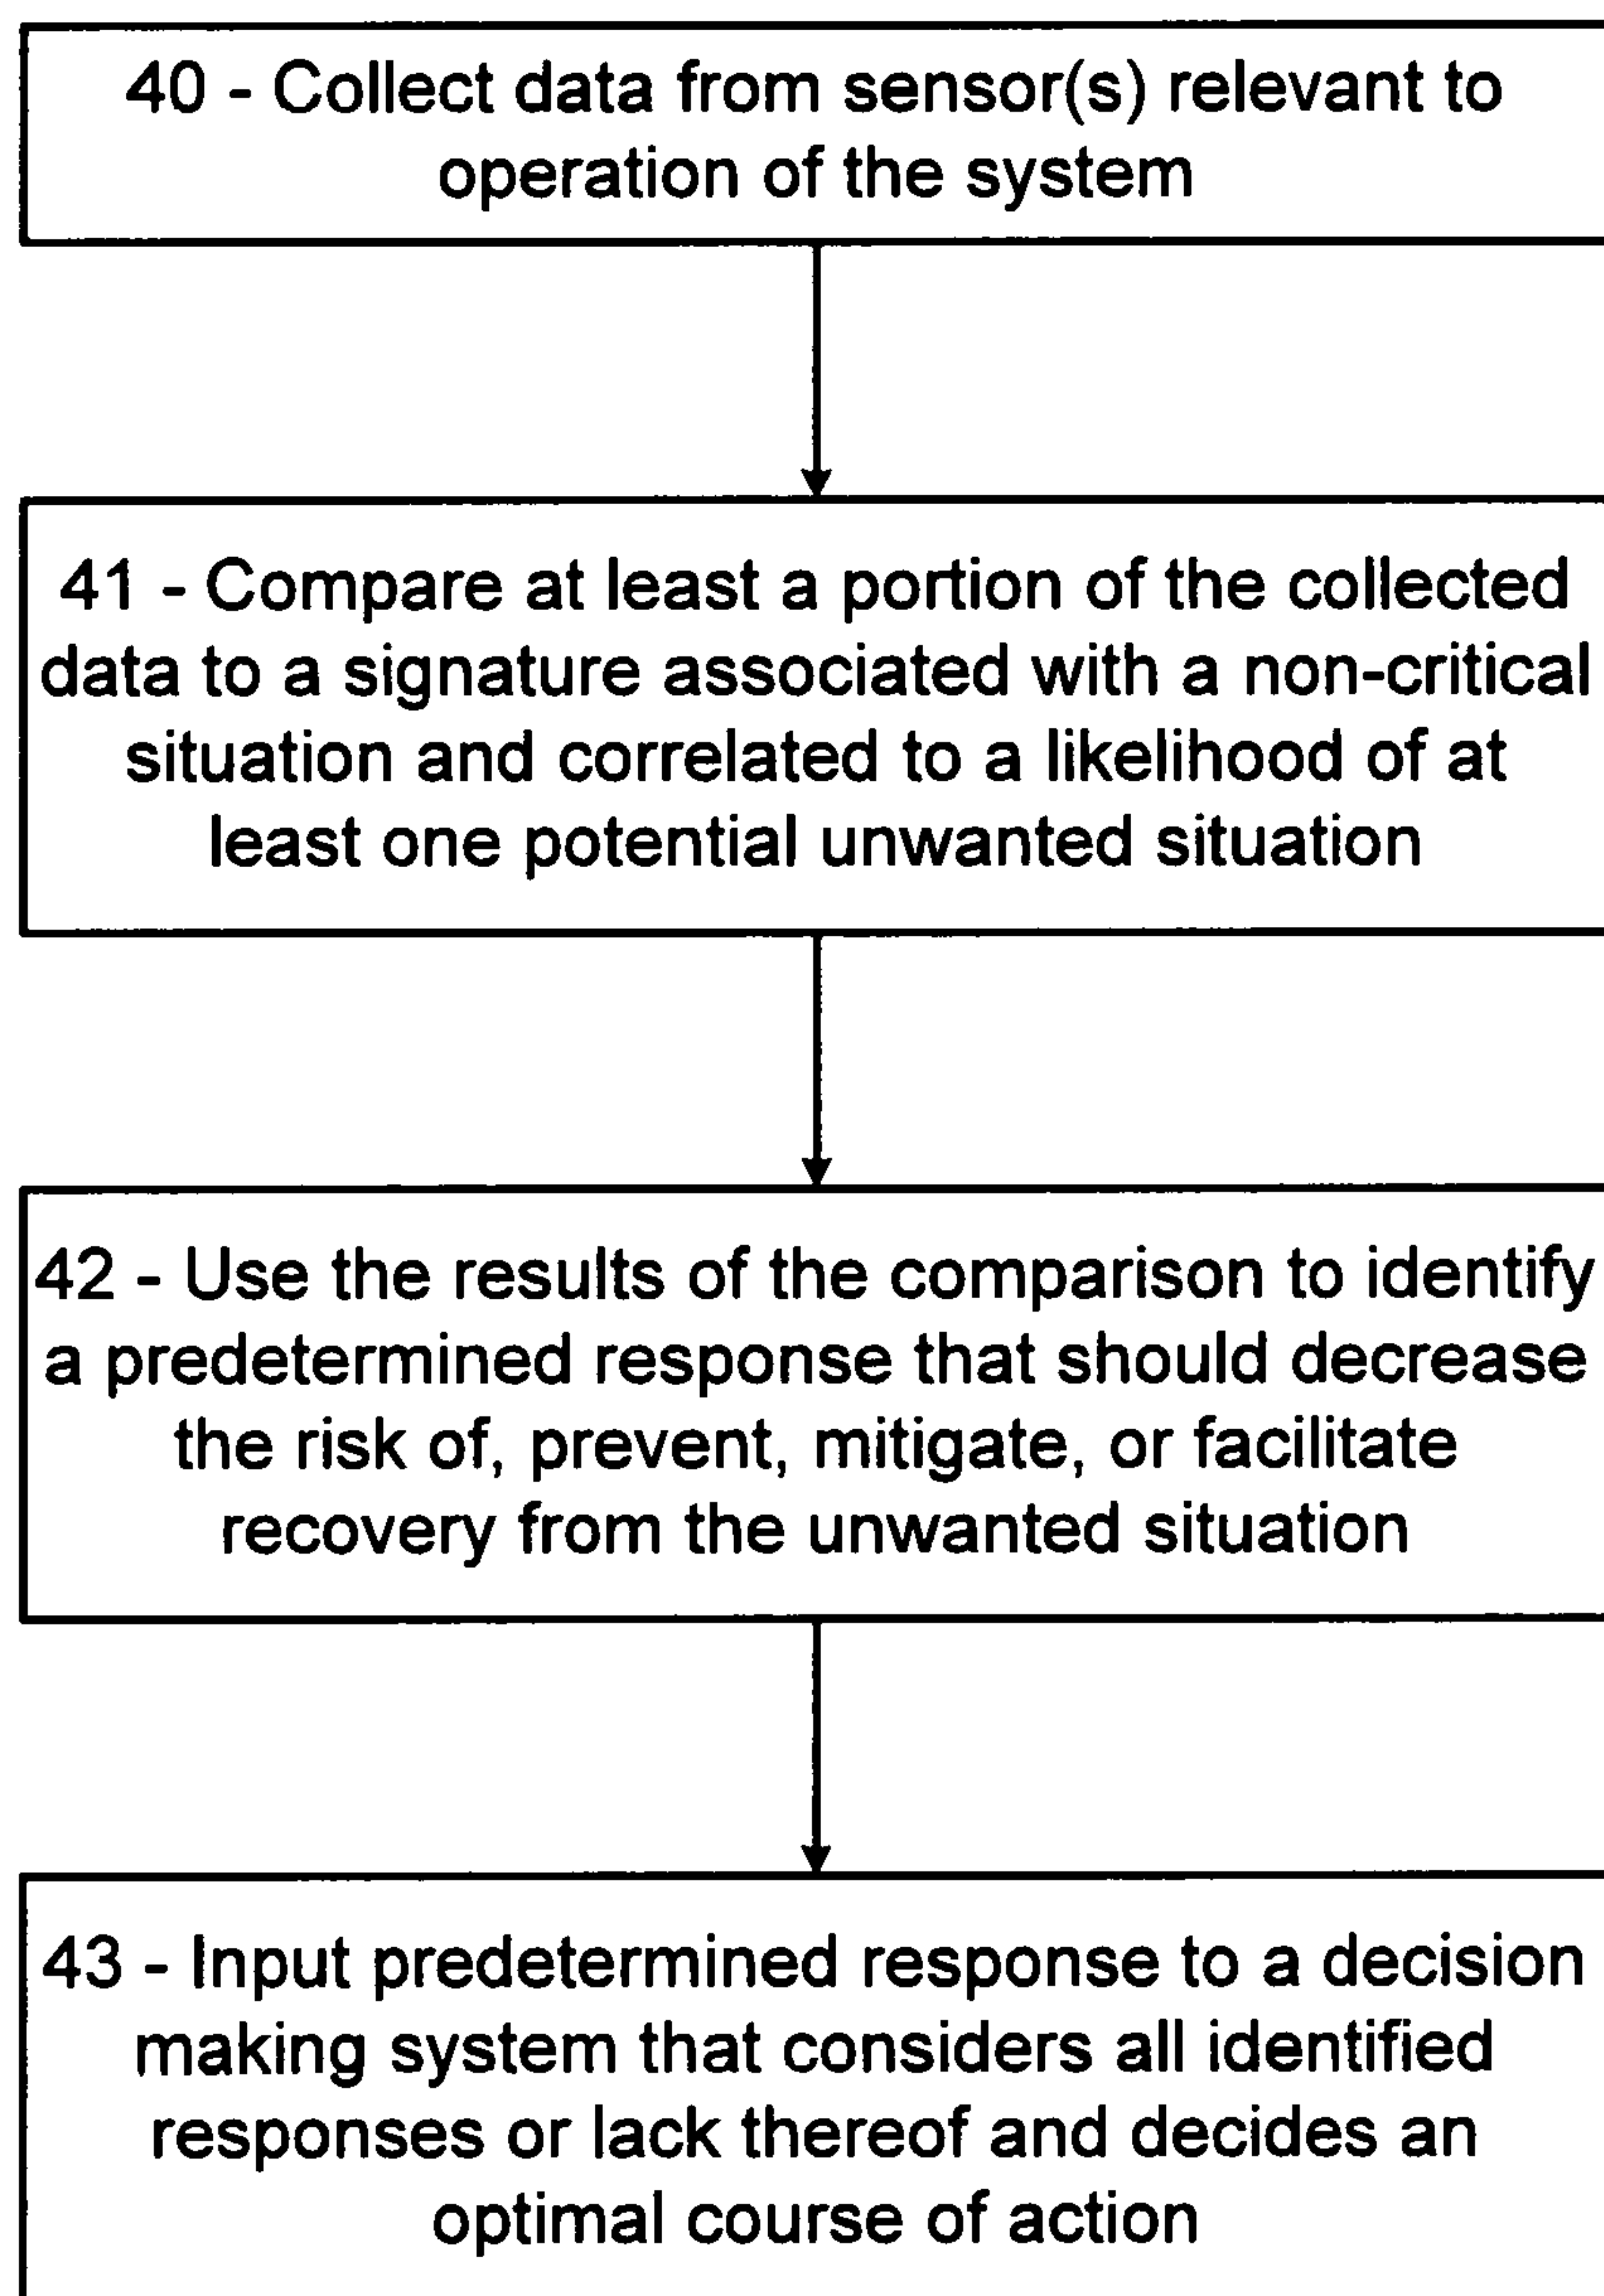 40 - Collect data from sensor(s) relevant to
operation of the system
41 - Compare at least a portion of the collected
data to a signature associated with a non-critical
situation and correlated to a likelihood of at
least one potential unwanted situation
42 - Use the results of the comparison to identify
a predetermined response that should decrease
the risk of, prevent, mitigate, or facilitate
recovery from the unwanted situation
43 - Input predetermined response to a decision
making system that considers all identified
responses or lack thereof and decides an
optimal course of action